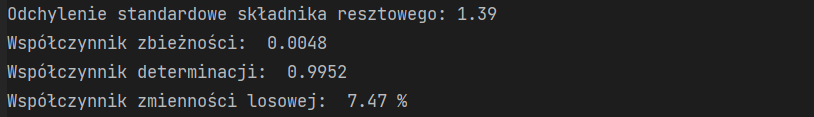 Odchylenie standardowe składnika resztowego: 1.39
Współczynnik zbieżności:  0.0048
Współczynnik determinacji:  0.9952
Współczynnik zmienności losowej:  7.47 %